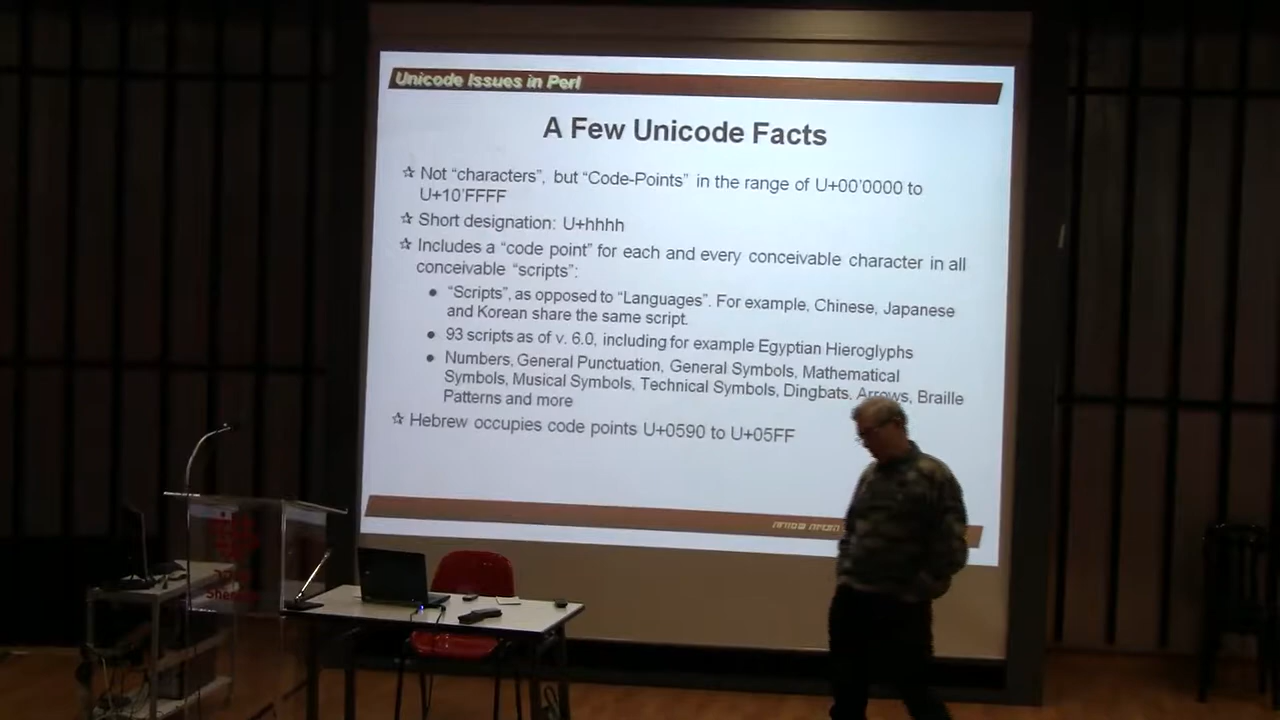 Unicode Issues in Perl
A Few Unicode Facts
Not “characters”, but “Code-Points” in the range of U+00'0000 to
U+10'FFFF
Short designation: U+hhhh
Includes a “code point” for each and every conceivable character in all
conceivable “scripts”:
“Scripts”, as opposed to “Languages”. For example, Chinese, Japanese
and Korean share the same script.
93 scripts as of v. 6.0, including for example Egyptian Hieroglyphs
Numbers, General Punctuation, General Symbols, Mathematical
Symbols, Musical Symbols, Technical Symbols, Dingbats, Arrows, Braille
Patterns and more
Hebrew occupies code points U+0590 to U+05FF
הזכויות שמורות